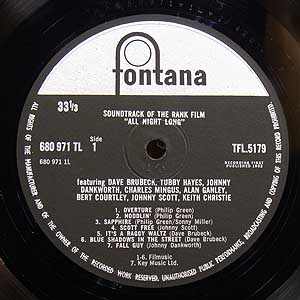 fontana
33⅓
SOUNDTRACK OF THE RANK FILM
"ALL NIGHT LONG"
680 971 TL
Side
1
TFL.5179
680 971 1L
RECORDING FIRST
PUBLISHED 1962
featuring DAVE BRUBECK, TUBBY HAYES, JOHNNY
DANKWORTH, CHARLES MINGUS, ALAN GANLEY,
BERT COURTLEY, JOHNNY SCOTT, KEITH CHRISTIE
1. OVERTURE (Philip Green)
2. NODDLIN' (Philip Green)
3. SAPPHIRE (Philip Green/Sonny Miller)
4. SCOTT FREE (Johnny Scott)
5. IT'S A RAGGY WALTZ (Dave Brubeck)
6. BLUE SHADOWS IN THE STREET (Dave Brubeck)
7. FALL GUY (Johnny Dankworth)
1-6. Filmusic
7. Key Music Ltd.
ALL RIGHTS OF THE MANUFACTURER AND OF THE OWNER OF THE RECORDED WORK RESERVED. UNAUTHORISED PUBLIC PERFORMANCE, BROADCASTING AND COPYING OF THIS RECORD PROHIBITED.